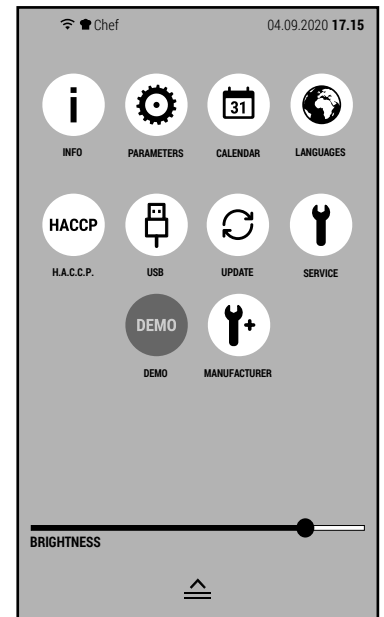 Chef 04.09.2020 17.15
i 31
INFO PARAMETERS CALENDAR LANGUAGES
HACCP
H.A.C.C.P. USB UPDATE SERVICE
DEMO
DEMO MANUFACTURER
BRIGHTNESS